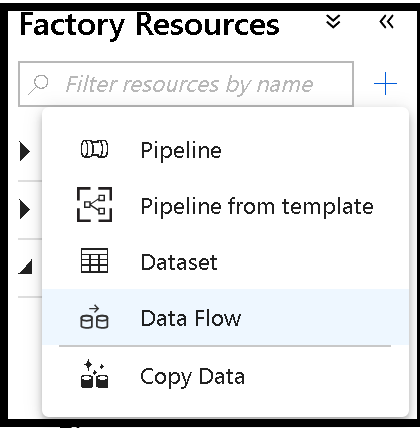 Factory Resources
Filter resources by name
Pipeline
Pipeline from template
Dataset
Data Flow
Copy Data